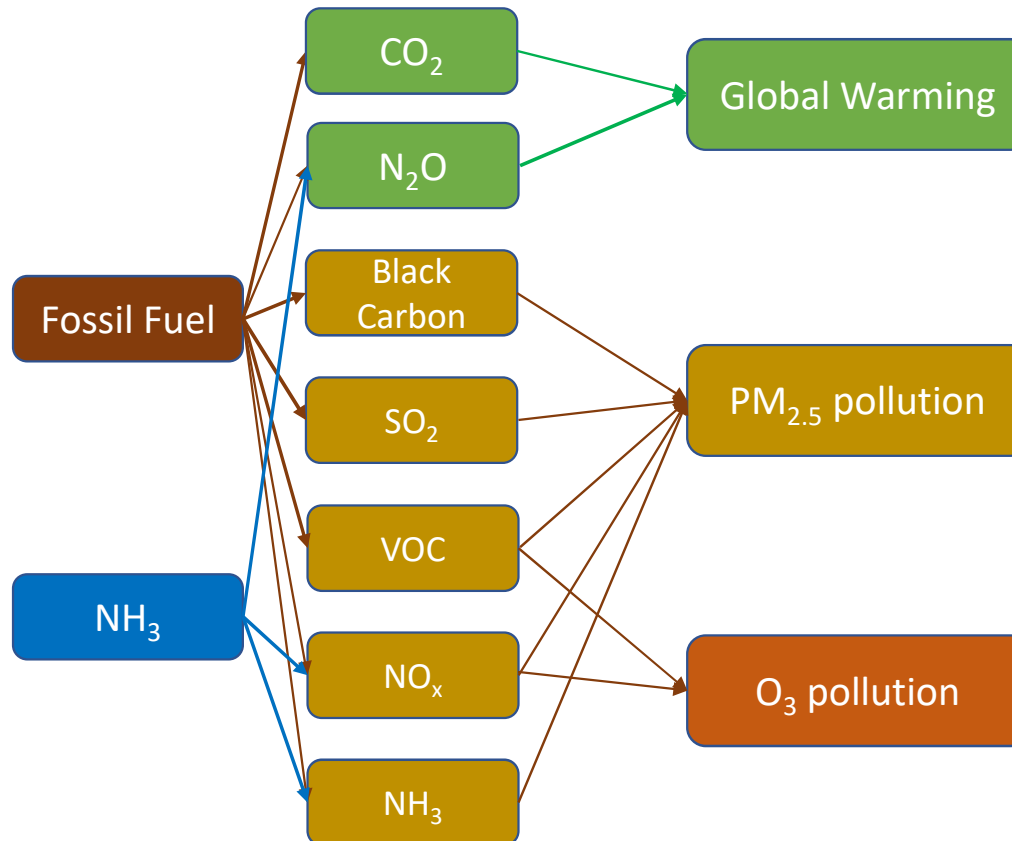 CO₂
Global Warming
N₂O
Black
Carbon
Fossil Fuel
SO₂
PM₂.₅ pollution
VOC
NH₃
NOₓ
O₃ pollution
NH₃